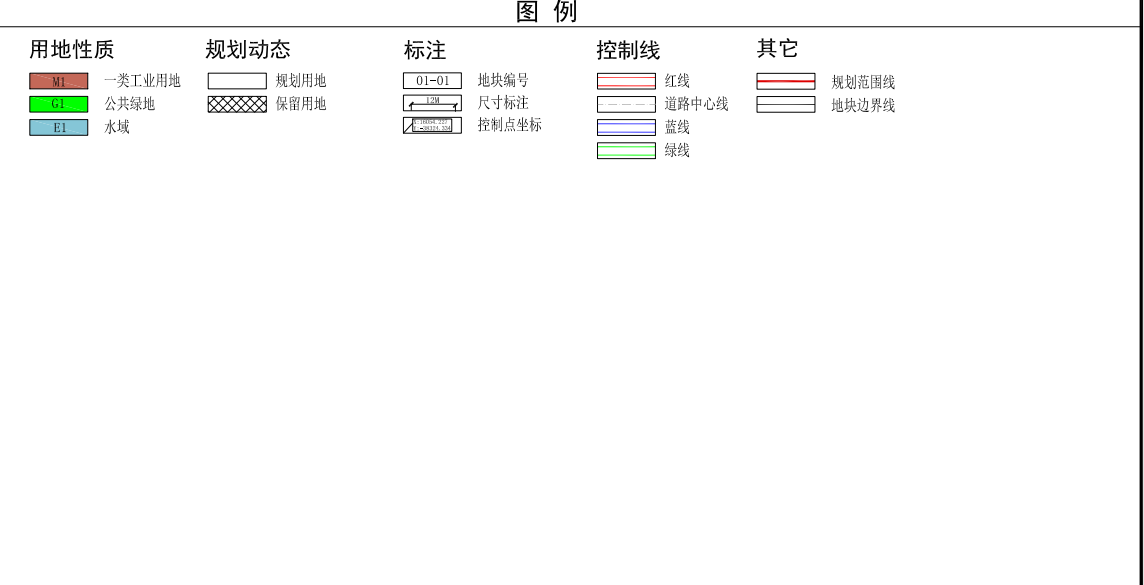 图 例
用地性质
M1 一类工业用地
G1 公共绿地
E1 水域
规划动态
规划用地
保留用地
标注
01-01 地块编号
12M 尺寸标注
控制点坐标
控制线
红线
道路中心线
蓝线
绿线
其它
规划范围线
地块边界线